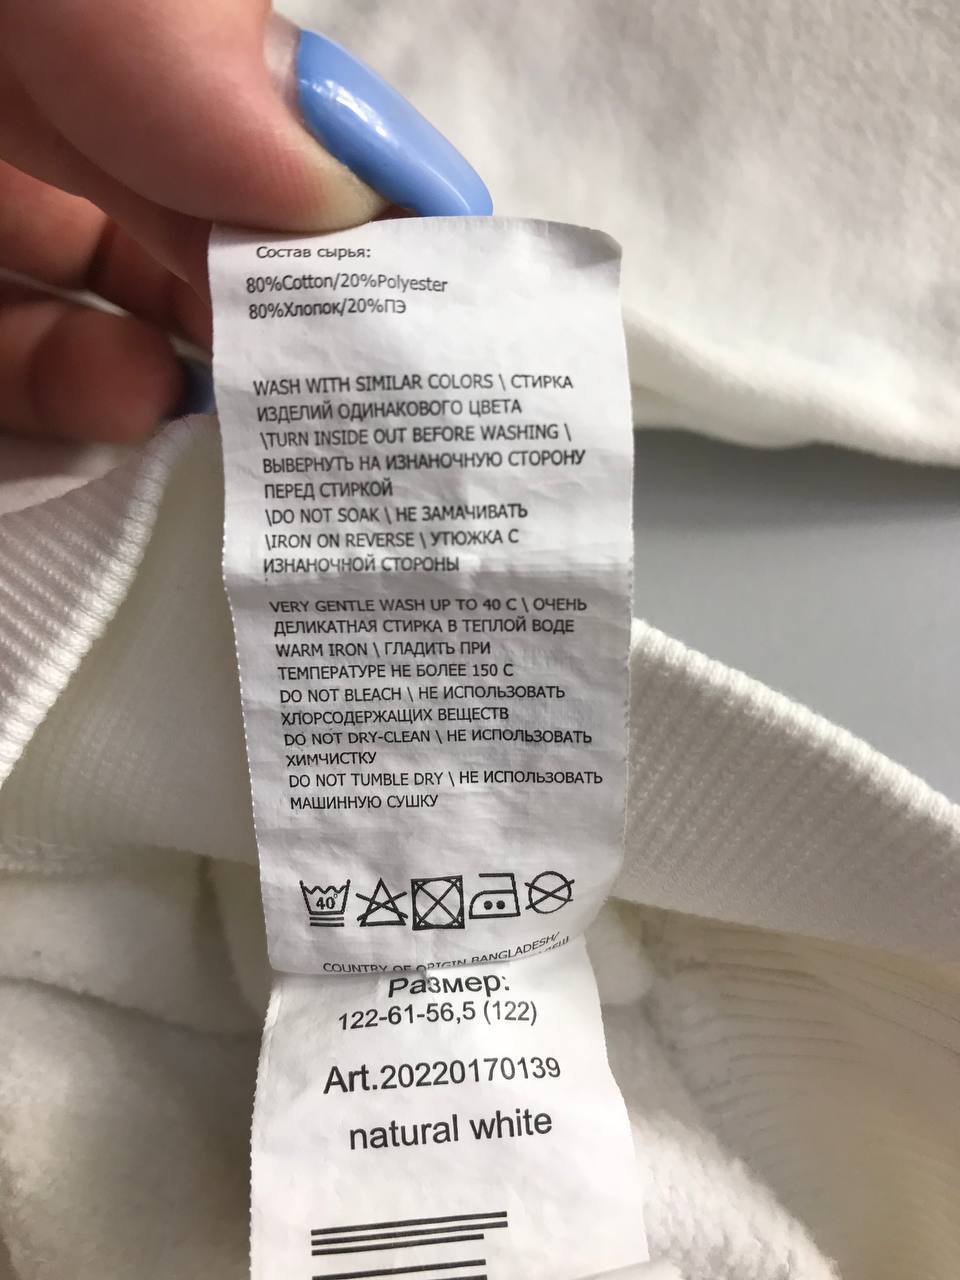 Состав сырья:
80%Cotton/20%Polyester
80%Хлопок/20%ПЭ
WASH WITH SIMILAR COLORS \ СТИРКА
ИЗДЕЛИЙ ОДИНАКОВОГО ЦВЕТА
\TURN INSIDE OUT BEFORE WASHING \
ВЫВЕРНУТЬ НА ИЗНАНОЧНУЮ СТОРОНУ
ПЕРЕД СТИРКОЙ
\DO NOT SOAK \ НЕ ЗАМАЧИВАТЬ
\IRON ON REVERSE \ УТЮЖКА С
ИЗНАНОЧНОЙ СТОРОНЫ
VERY GENTLE WASH UP TO 40 C \ ОЧЕНЬ
ДЕЛИКАТНАЯ СТИРКА В ТЕПЛОЙ ВОДЕ
WARM IRON \ ГЛАДИТЬ ПРИ
ТЕМПЕРАТУРЕ НЕ БОЛЕЕ 150 С
DO NOT BLEACH \ НЕ ИСПОЛЬЗОВАТЬ
ХЛОРСОДЕРЖАЩИХ ВЕЩЕСТВ
DO NOT DRY-CLEAN \ НЕ ИСПОЛЬЗОВАТЬ
ХИМЧИСТКУ
DO NOT TUMBLE DRY \ НЕ ИСПОЛЬЗОВАТЬ
МАШИННУЮ СУШКУ
40°
COUNTRY OF ORIGIN BANGLADESH/
Размер:
122-61-56,5 (122)
Art.20220170139
natural white